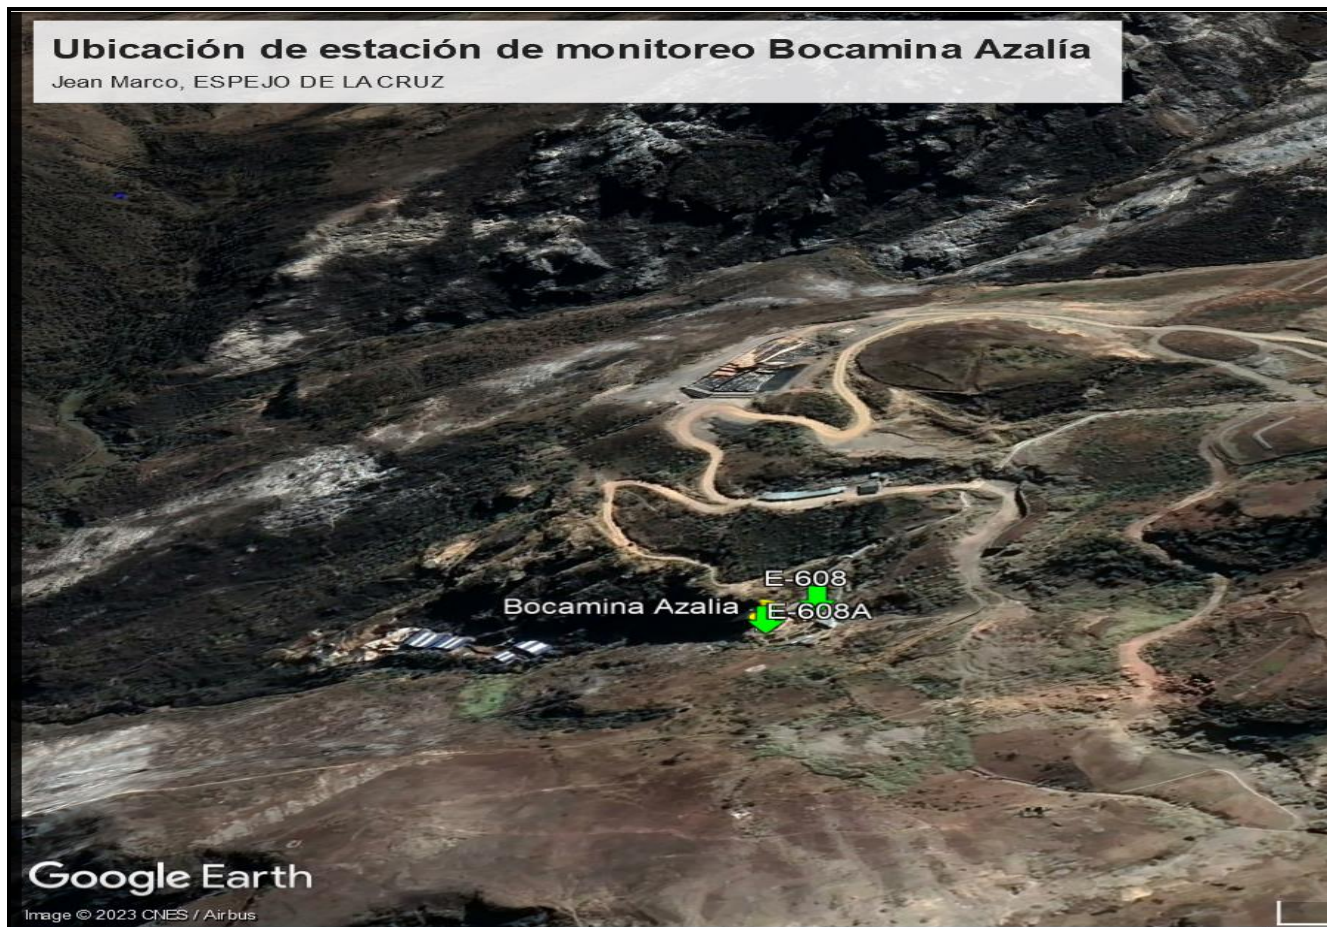 Ubicación de estación de monitoreo Bocamina Azalía
Jean Marco, ESPEJO DE LA CRUZ
E-608
Bocamina Azalia
E-608A
Google Earth
Image © 2023 CNES / Airbus